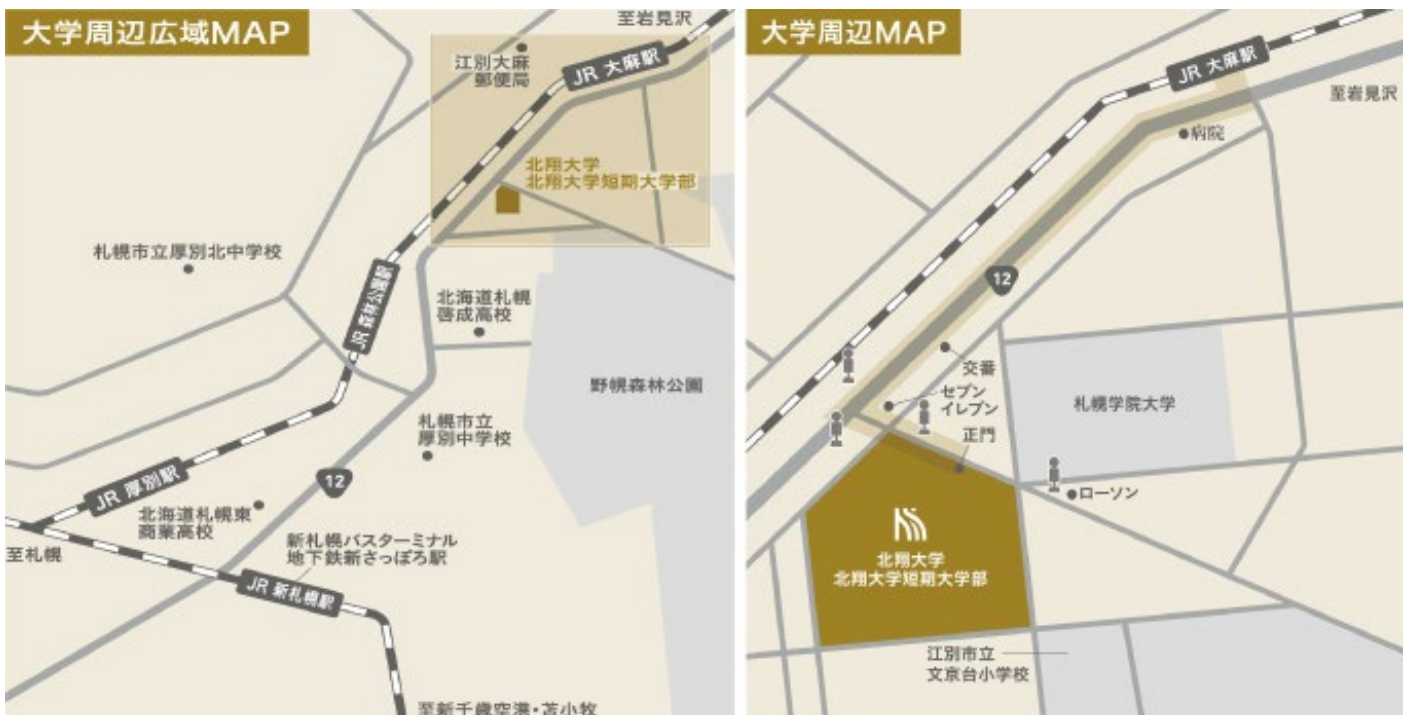 大学周辺広域MAP
至岩見沢
江別大麻
郵便局
JR 大麻駅
北翔大学
北翔大学短期大学部
札幌市立厚別北中学校
JR 森林公園駅
北海道札幌
啓成高校
野幌森林公園
札幌市立
厚別中学校
12
JR 厚別駅
北海道札幌東
商業高校
至札幌
新札幌バスターミナル
地下鉄新さっぽろ駅
JR 新札幌駅
至新千歳空港・苫小牧
大学周辺MAP
JR 大麻駅
至岩見沢
病院
12
交番
セブン
イレブン
正門
札幌学院大学
ローソン
北翔大学
北翔大学短期大学部
江別市立
文京台小学校